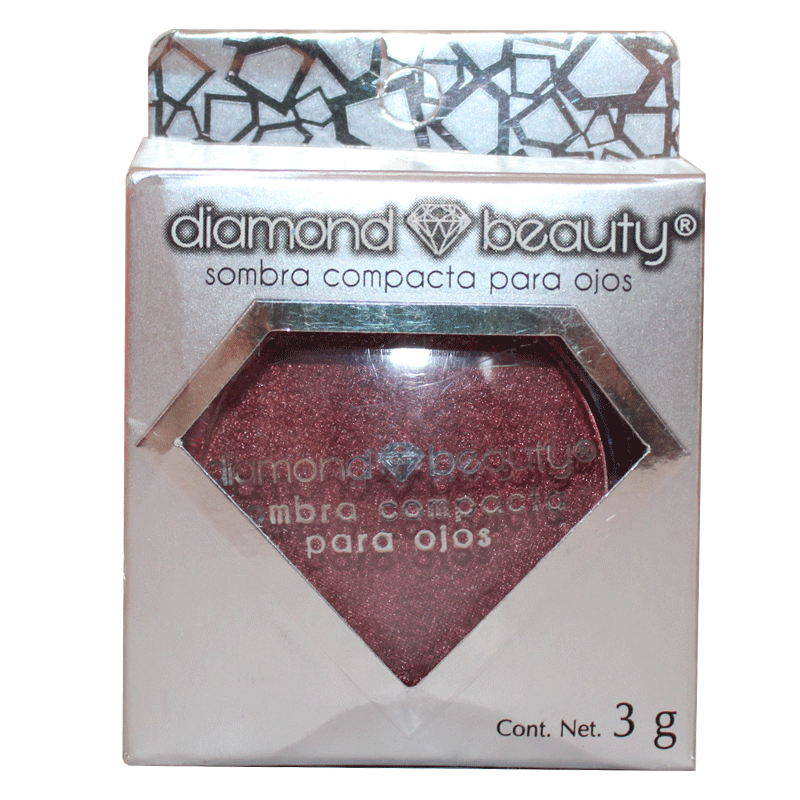 diamond beauty®
sombra compacta para ojos
diamond beauty®
mbra compacta
para ojos
Cont. Net. 3 g